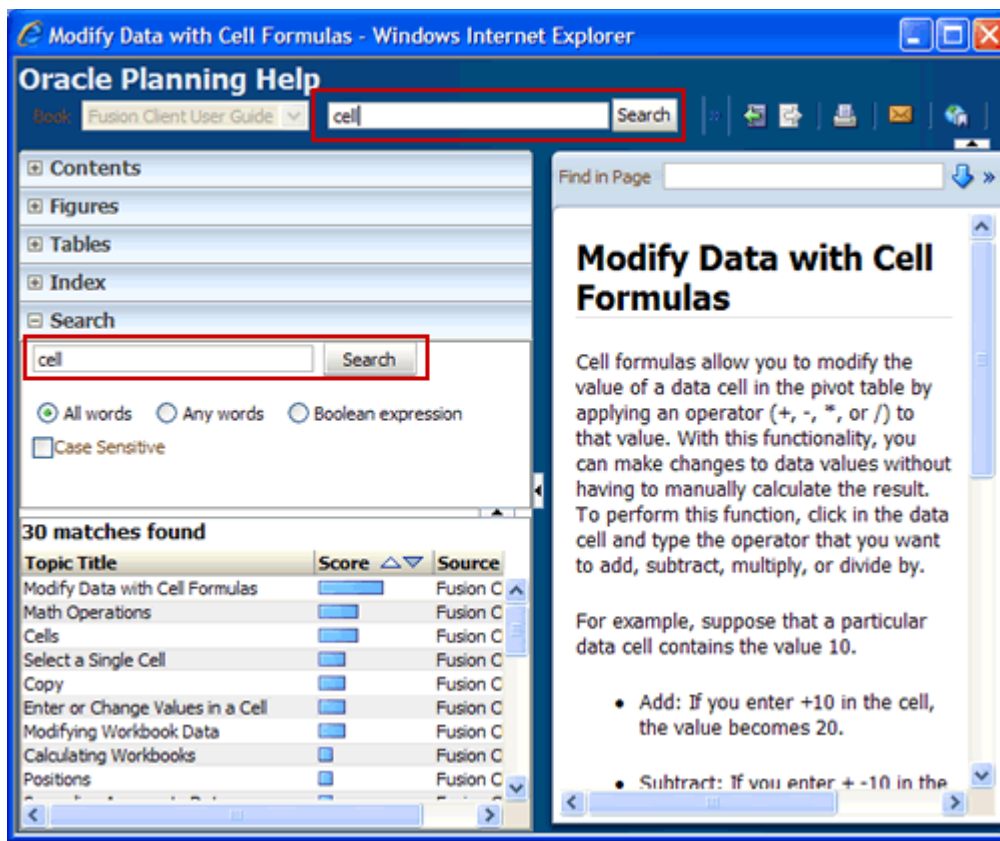 Modify Data with Cell Formulas - Windows Internet Explorer
Oracle Planning Help
Book Fusion Client User Guide cell Search
Contents
Figures
Tables
Index
Search
cell Search
All words Any words Boolean expression
Case Sensitive
30 matches found
Topic Title Score Source
Modify Data with Cell Formulas Fusion C
Math Operations Fusion C
Cells Fusion C
Select a Single Cell Fusion C
Copy Fusion C
Enter or Change Values in a Cell Fusion C
Modifying Workbook Data Fusion C
Calculating Workbooks Fusion C
Positions Fusion C
Find in Page
Modify Data with Cell
Formulas
Cell formulas allow you to modify the
value of a data cell in the pivot table by
applying an operator (+, -, *, or /) to
that value. With this functionality, you
can make changes to data values without
having to manually calculate the result.
To perform this function, click in the data
cell and type the operator that you want
to add, subtract, multiply, or divide by.
For example, suppose that a particular
data cell contains the value 10.
• Add: If you enter +10 in the cell,
the value becomes 20.
• Subtract: If you enter + -10 in the